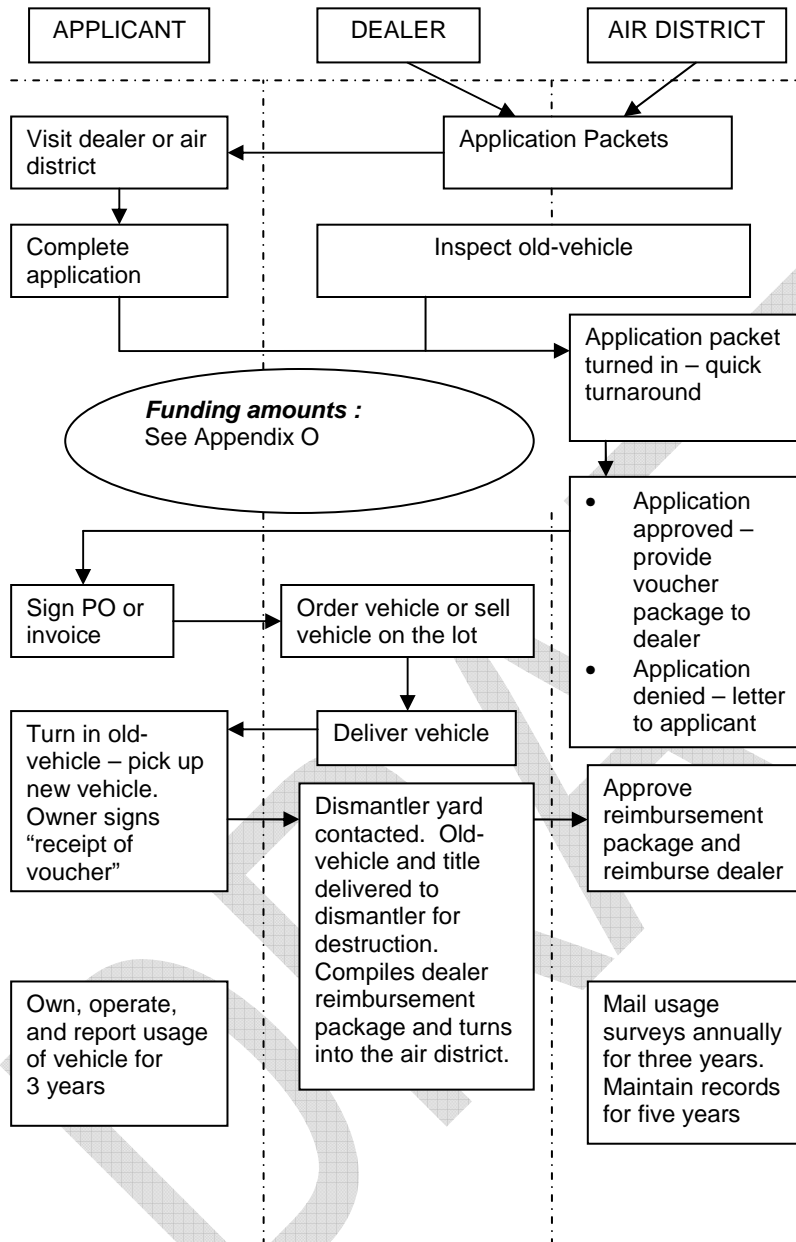 APPLICANT
DEALER
AIR DISTRICT
Visit dealer or air
district
Application Packets
Complete
application
Inspect old-vehicle
Application packet
turned in – quick
turnaround
Funding amounts :
See Appendix O
• Application
approved –
provide
voucher
package to
dealer
• Application
denied – letter
to applicant
Sign PO or
invoice
Order vehicle or sell
vehicle on the lot
Deliver vehicle
Turn in old-
vehicle – pick up
new vehicle.
Owner signs
“receipt of
voucher”
Dismantler yard
contacted. Old-
vehicle and title
delivered to
dismantler for
destruction.
Compiles dealer
reimbursement
package and turns
into the air district.
Approve
reimbursement
package and
reimburse dealer
Own, operate,
and report usage
of vehicle for
3 years
Mail usage
surveys annually
for three years.
Maintain records
for five years
DRA